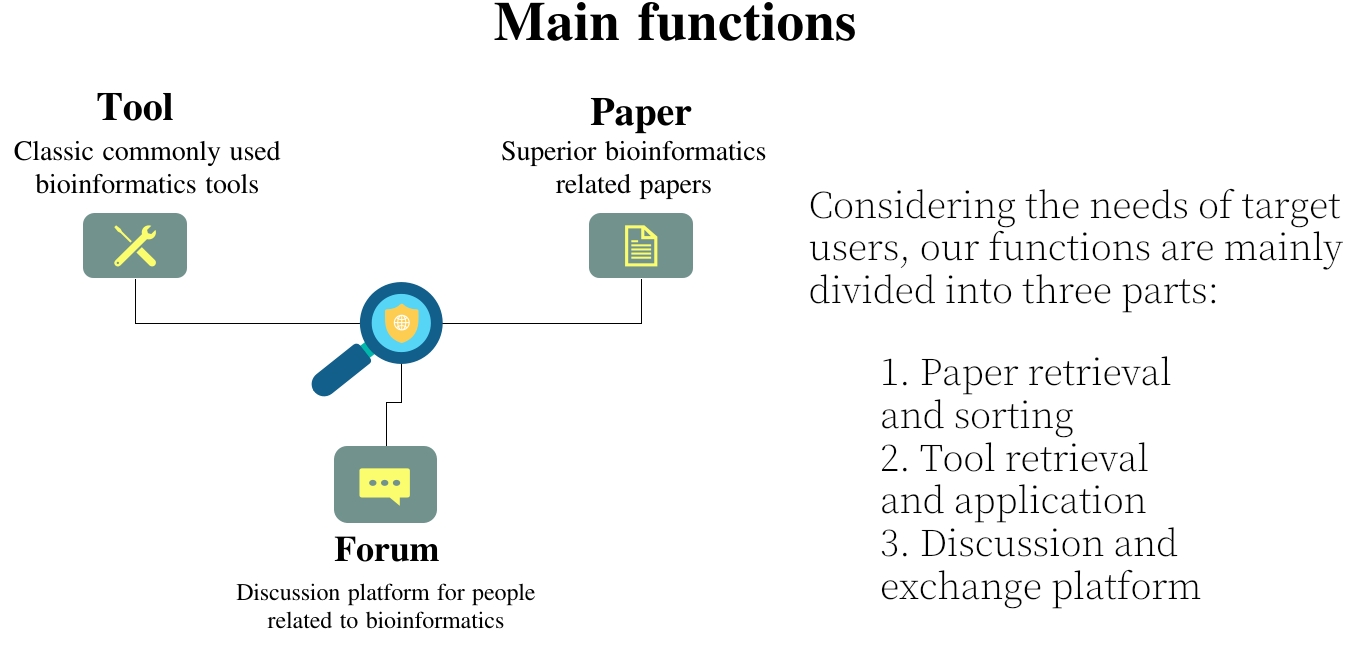 Main functions
Tool
Classic commonly used
bioinformatics tools
Paper
Superior bioinformatics
related papers
Forum
Discussion platform for people
related to bioinformatics
Considering the needs of target
users, our functions are mainly
divided into three parts:
1. Paper retrieval
and sorting
2. Tool retrieval
and application
3. Discussion and
exchange platform